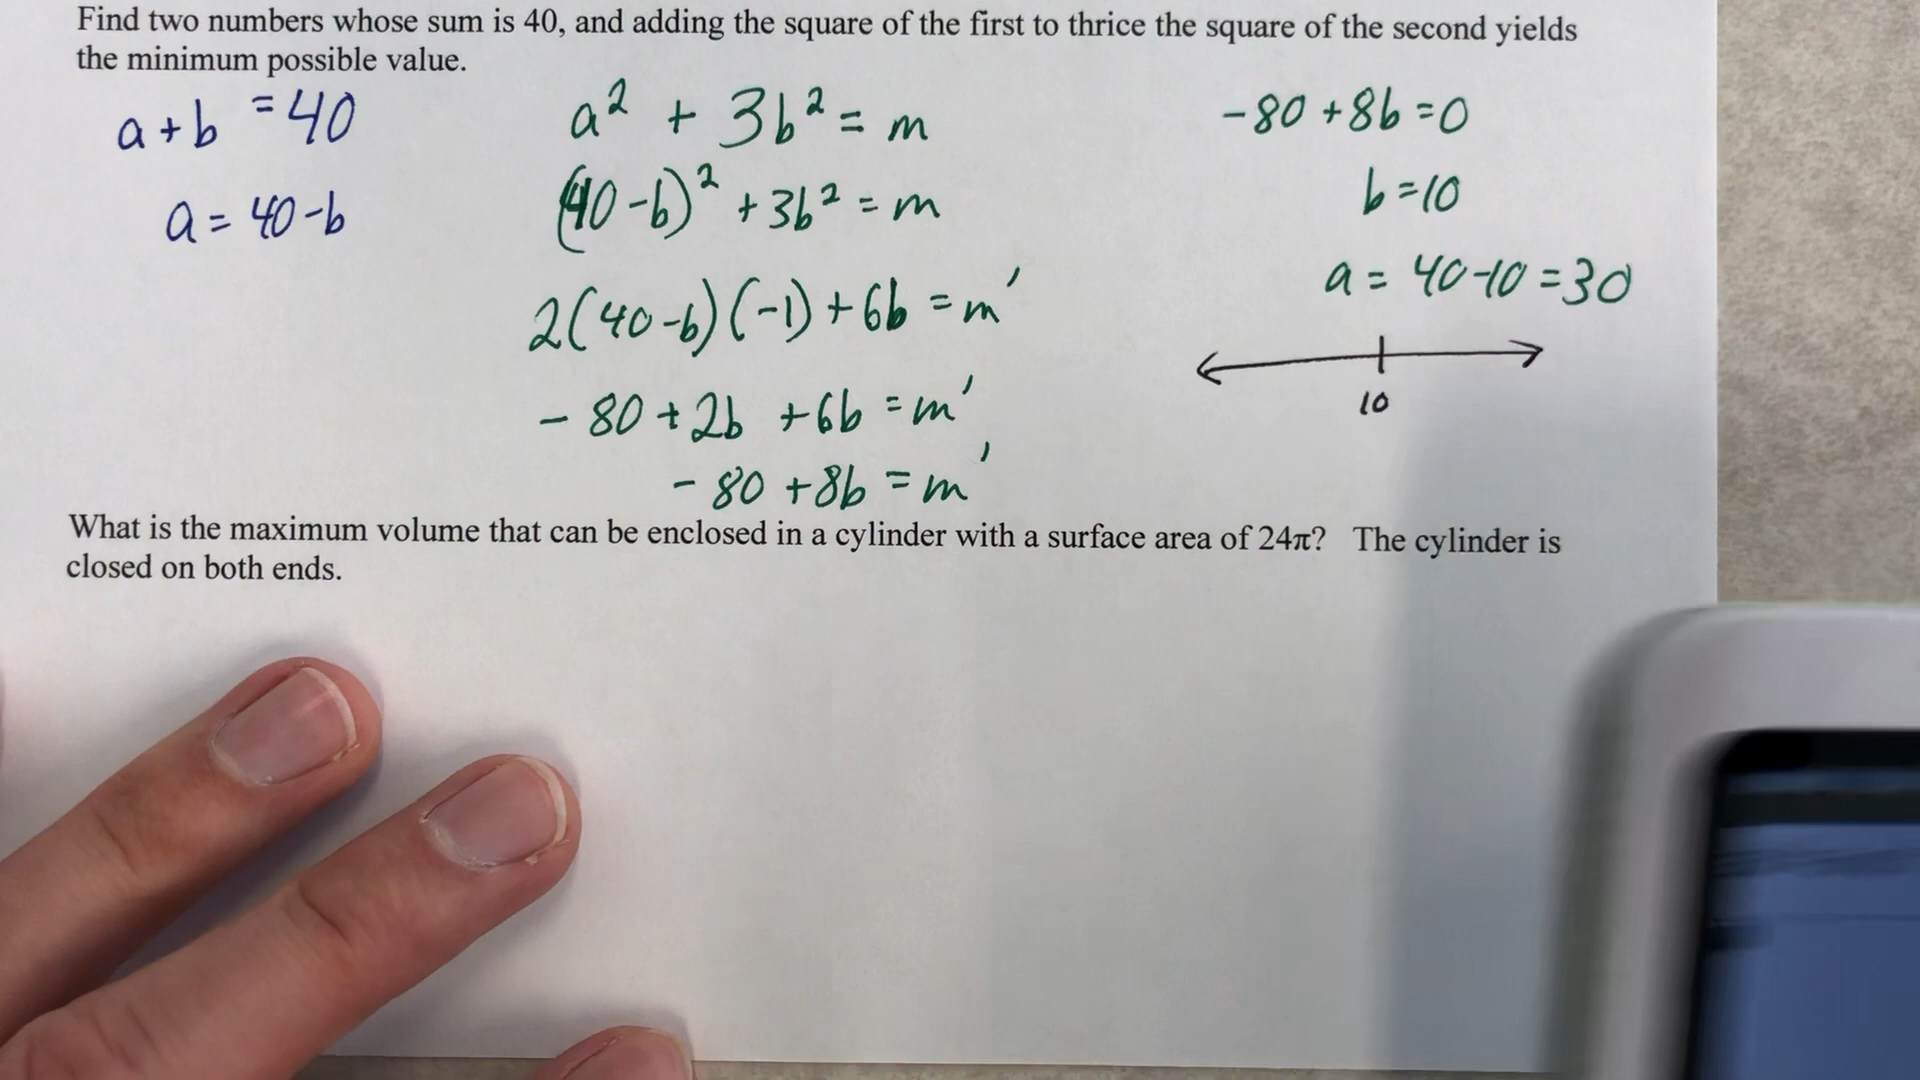 Find two numbers whose sum is 40, and adding the square of the first to thrice the square of the second yields
the minimum possible value.
a + b = 40
a = 40 - b
a² + 3b² = m
(40 - b)² + 3b² = m
2(40 - b)(-1) + 6b = m'
- 80 + 2b + 6b = m'
- 80 + 8b = m'
- 80 + 8b = 0
b = 10
a = 40 - 10 = 30
10
What is the maximum volume that can be enclosed in a cylinder with a surface area of 24π? The cylinder is
closed on both ends.